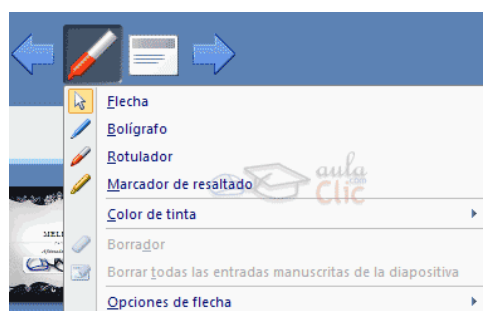 Flecha
Bolígrafo
Rotulador
Marcador de resaltado
aula
Clic
.com
Color de tinta
Borrador
Borrar todas las entradas manuscritas de la diapositiva
Opciones de flecha